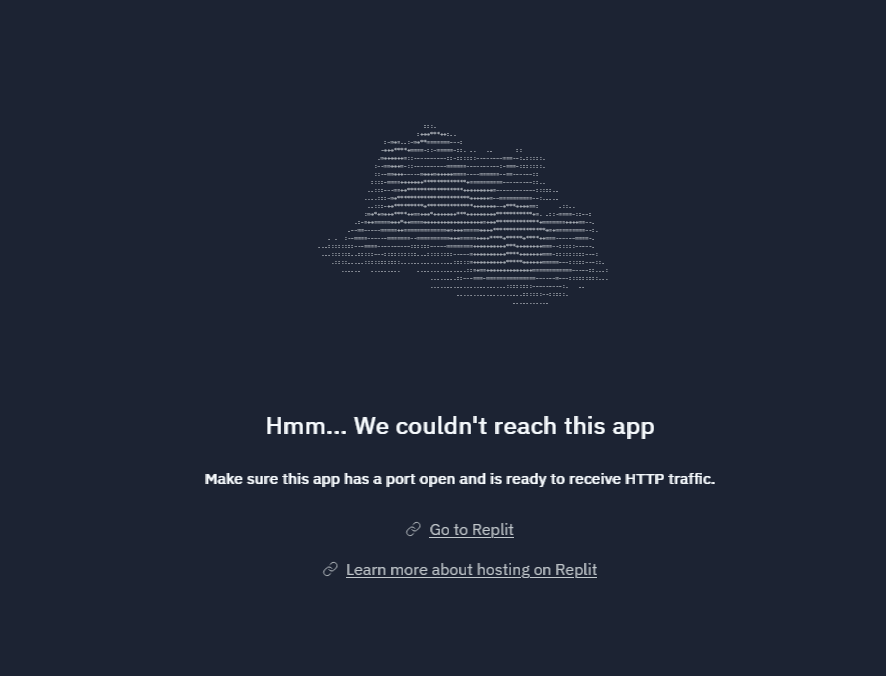 Hmm... We couldn't reach this app
Make sure this app has a port open and is ready to receive HTTP traffic.
Go to Replit
Learn more about hosting on Replit